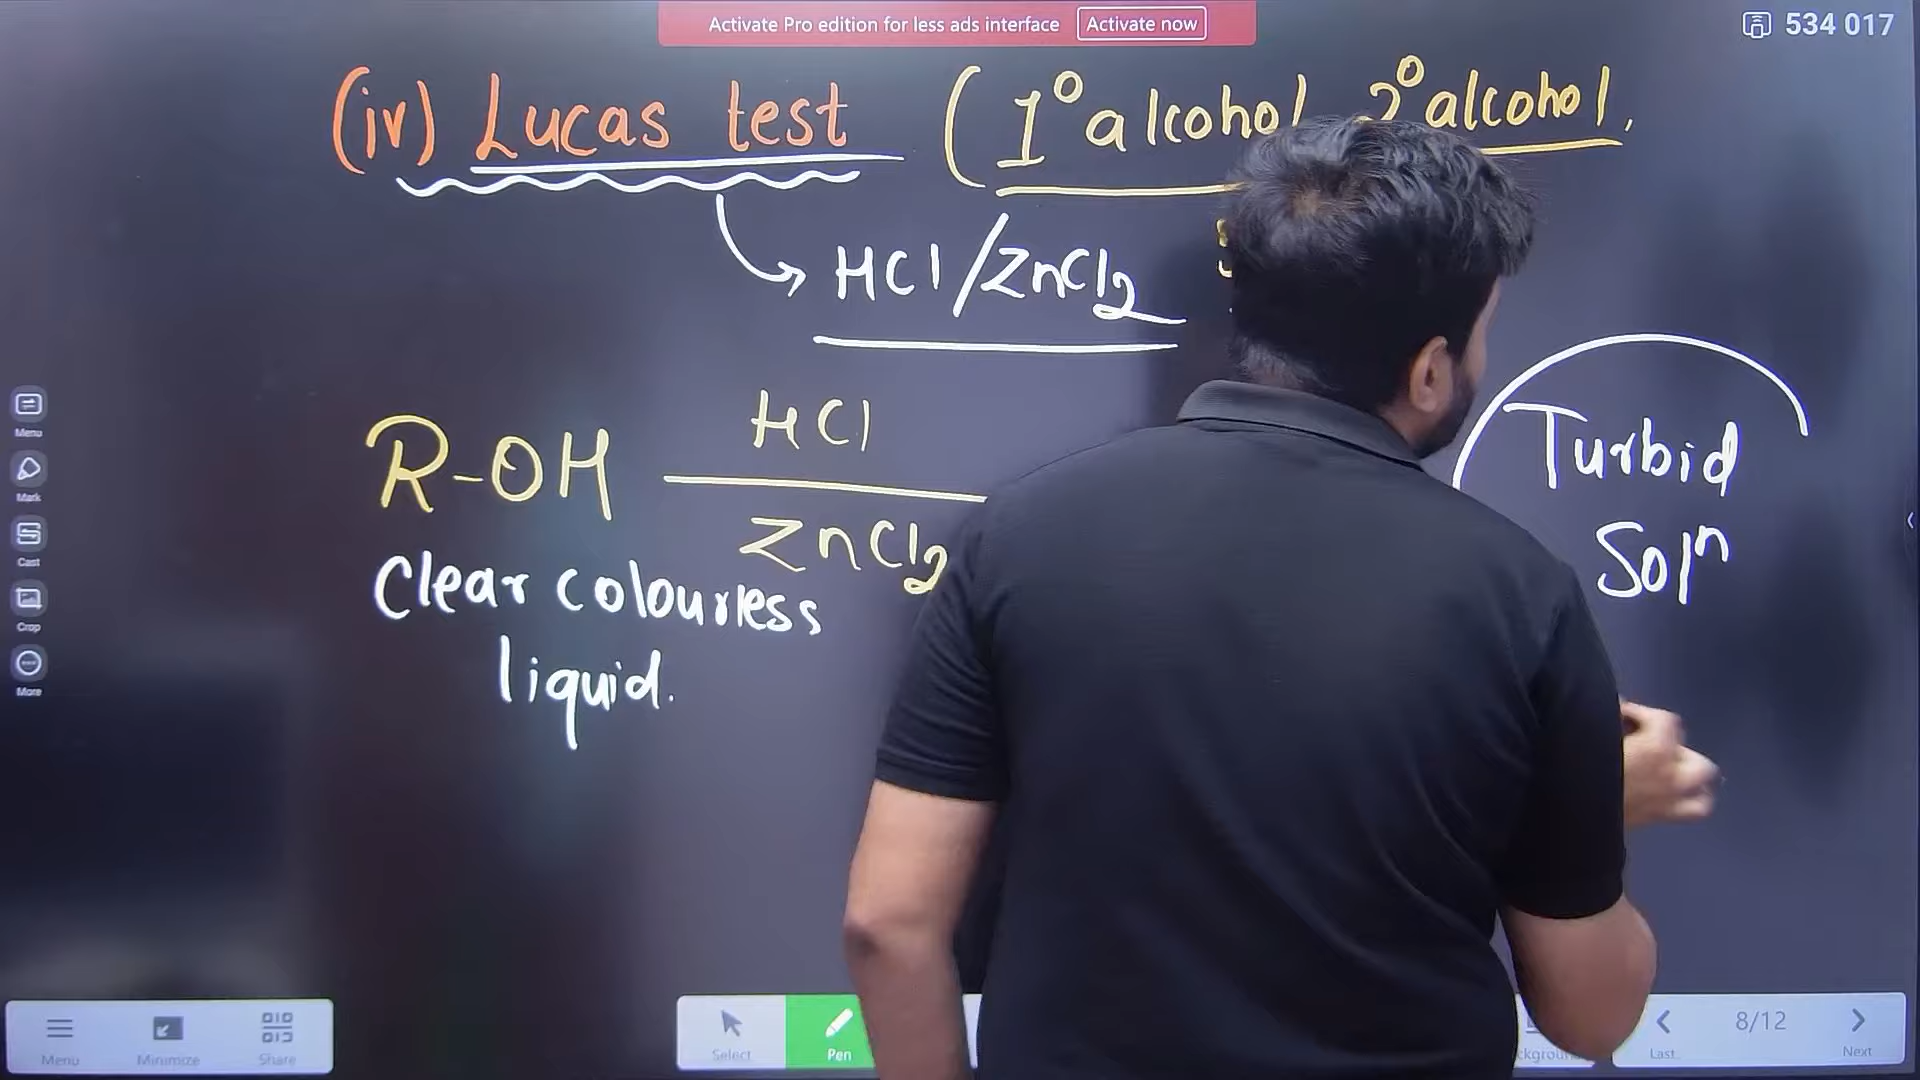 Activate Pro edition for less ads interface Activate now
534 017
(iv) Lucas test (1° alcohol, 2° alcohol,
HCl/ZnCl2
R-OH HCl
ZnCl2
Clear colourless
liquid.
Turbid
Solⁿ
Menu
Mark
Cast
Crop
More
Menu Minimize Share
Select Pen
Last 8/12 Next